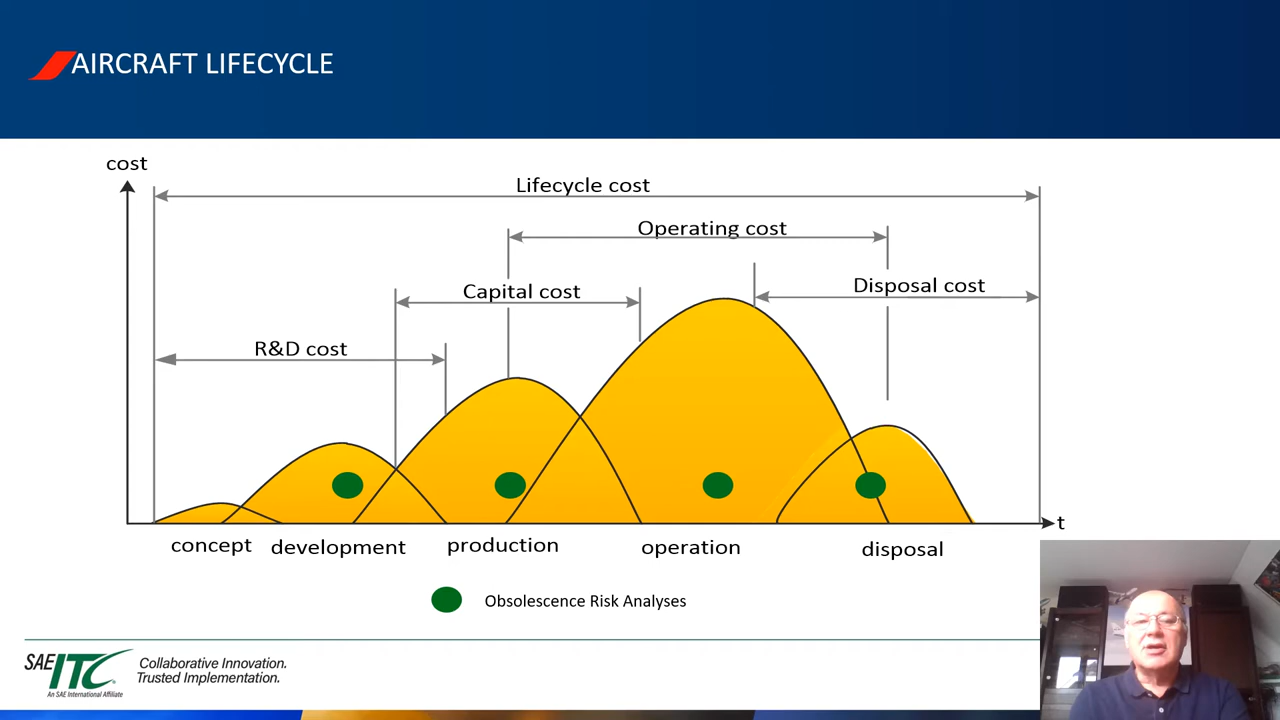 AIRCRAFT LIFECYCLE
cost
Lifecycle cost
Operating cost
Disposal cost
Capital cost
R&D cost
t
concept development production operation disposal
Obsolescence Risk Analyses
SAE ITC
An SAE International Affiliate
Collaborative Innovation.
Trusted Implementation.